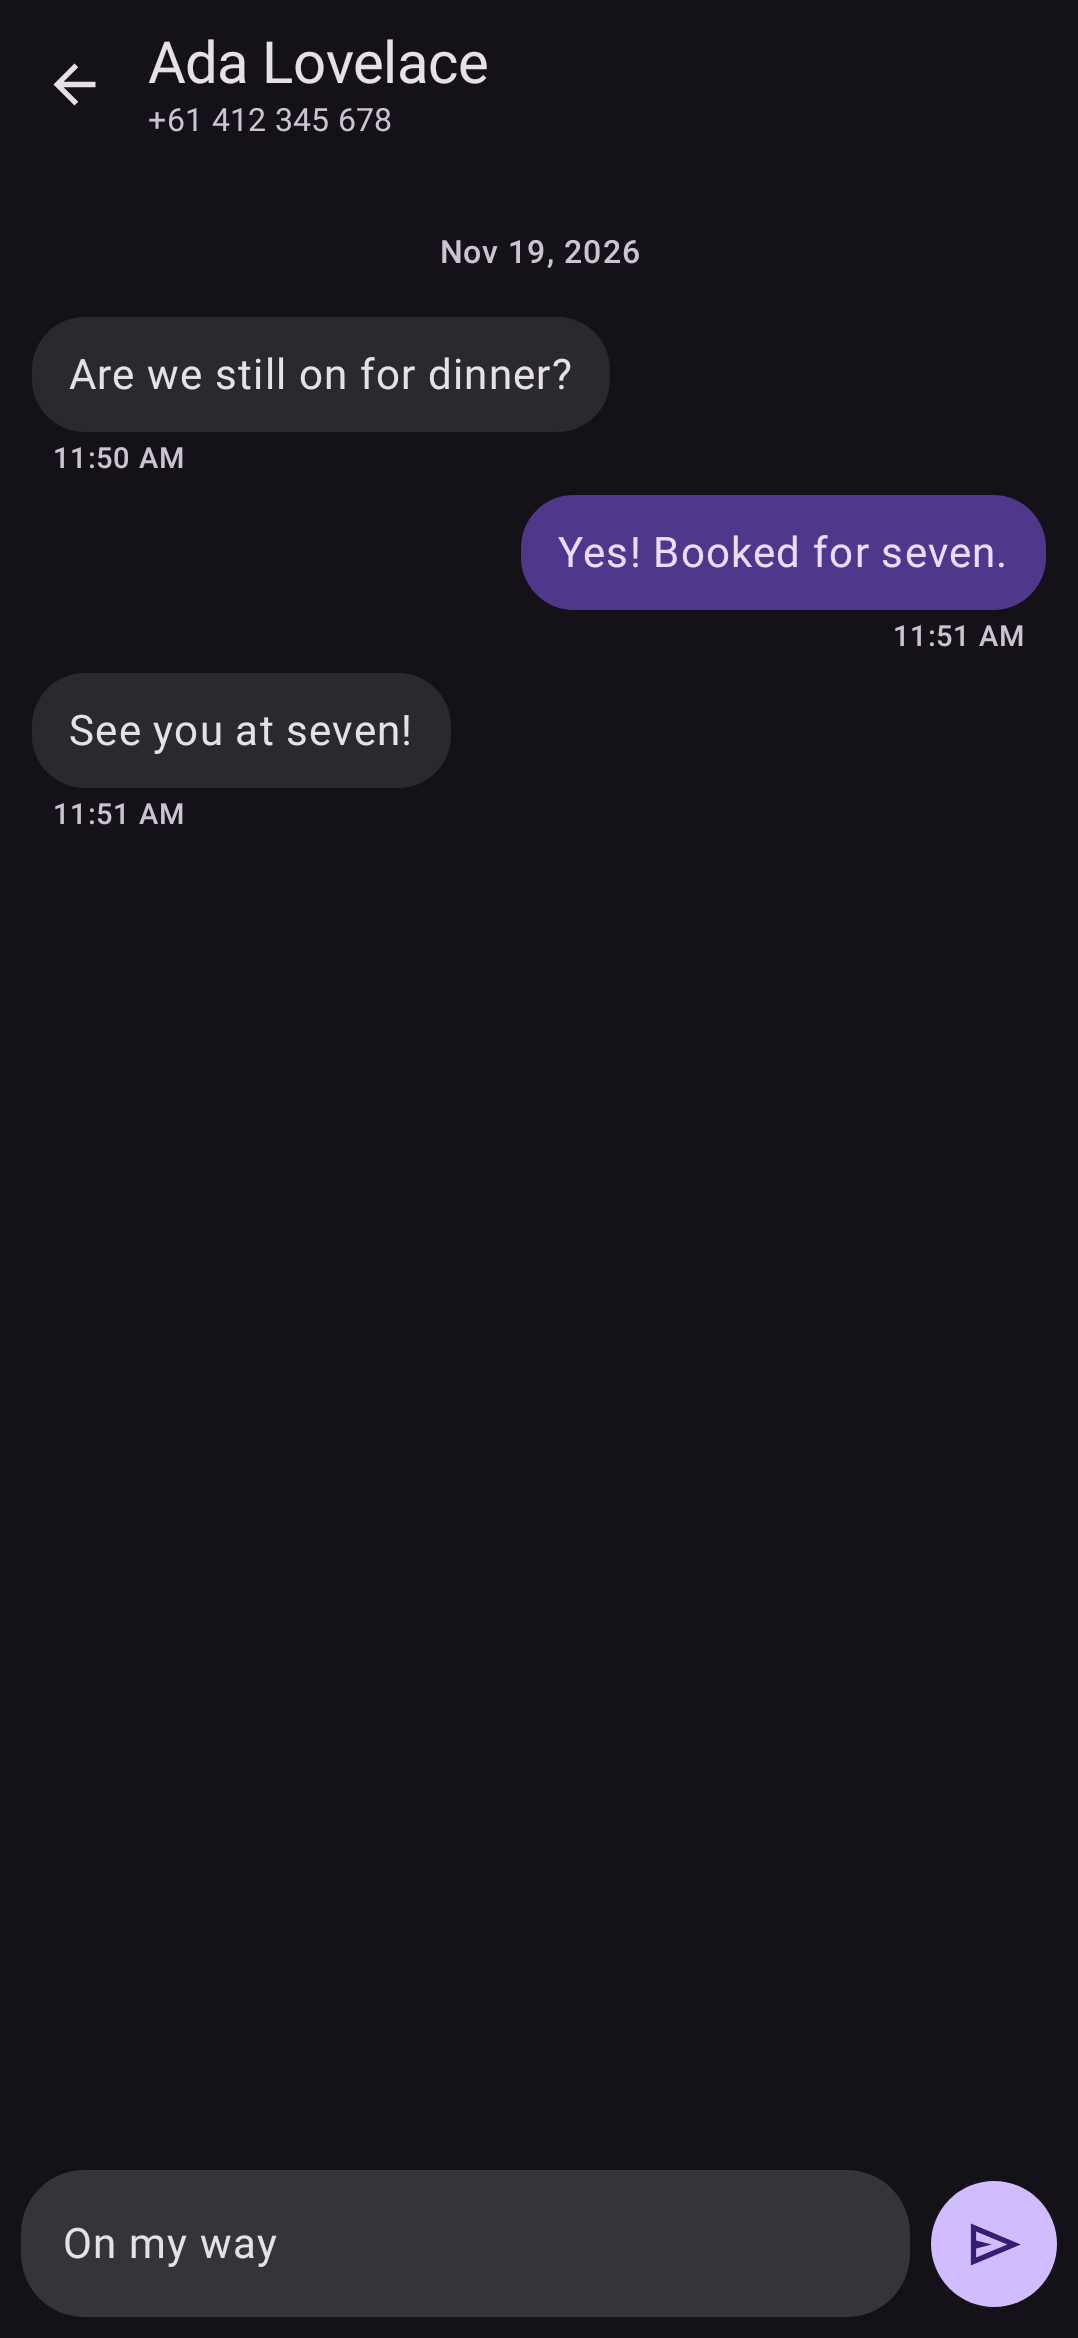 Ada Lovelace
+61 412 345 678
Nov 19, 2026
Are we still on for dinner?
11:50 AM
Yes! Booked for seven.
11:51 AM
See you at seven!
11:51 AM
On my way